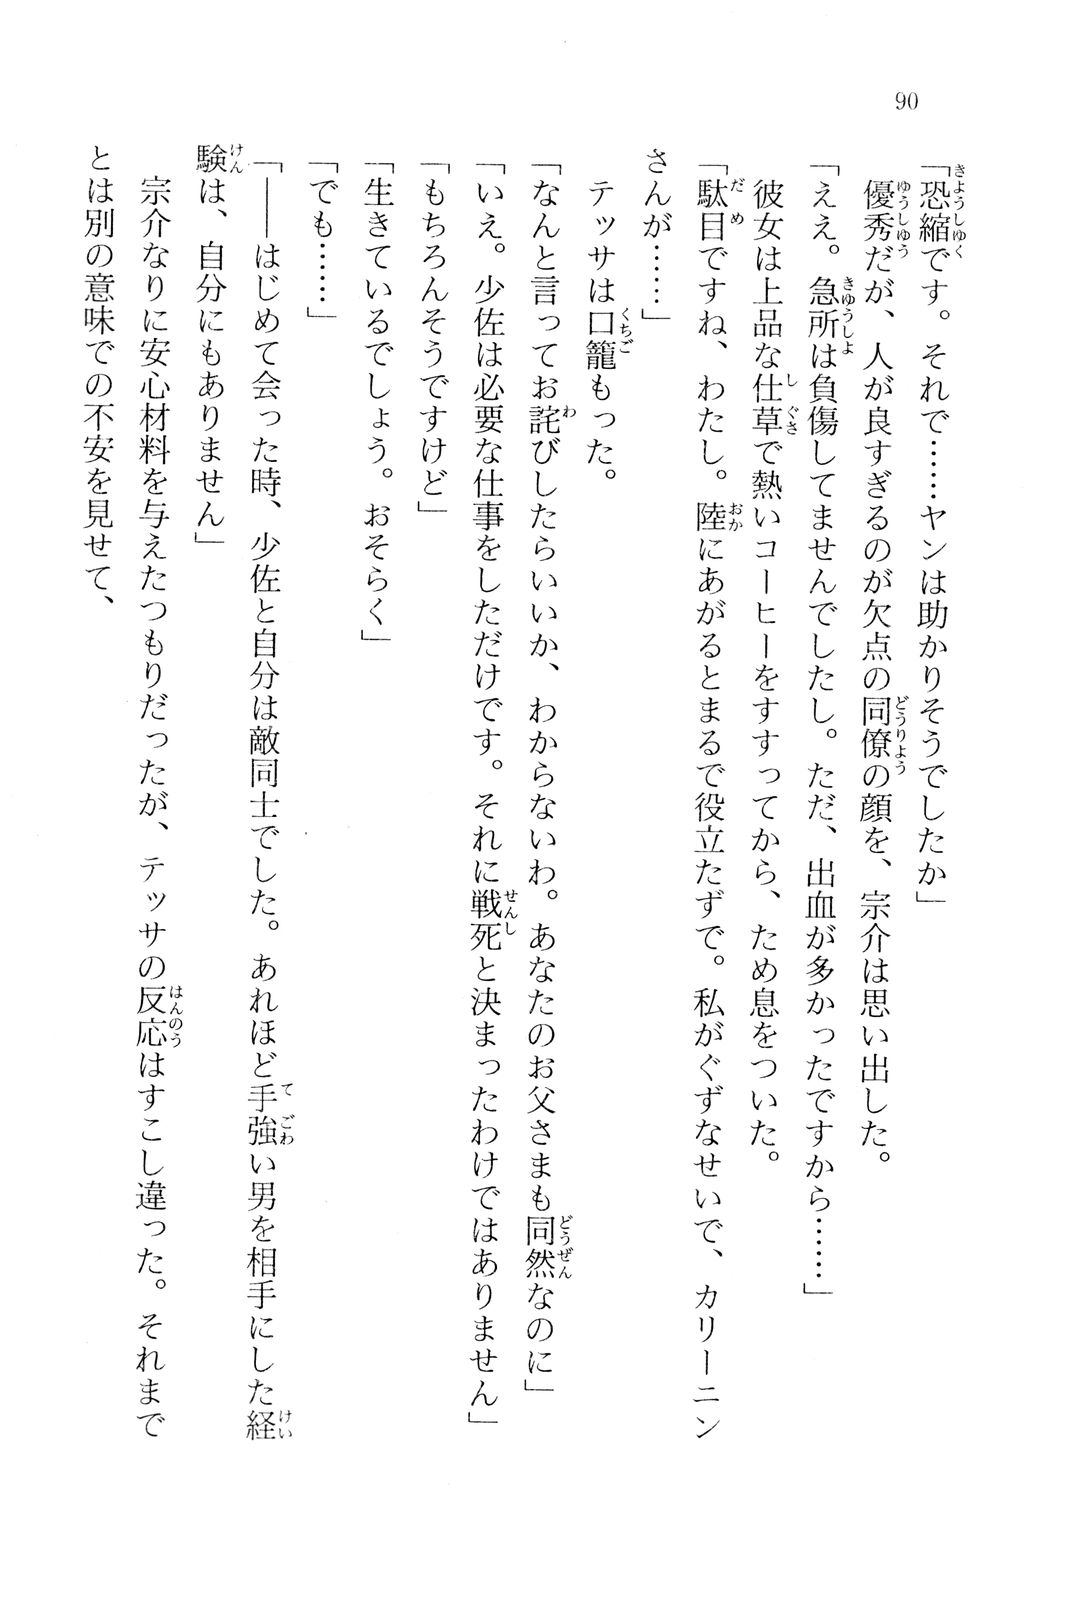 90
「恐縮です。それで……ヤンは助かりそうでしたか」
優秀だが、人が良すぎるのが欠点の同僚の顔を、宗介は思い出した。
「ええ。急所は負傷してませんでしたし。ただ、出血が多かったですから……」
彼女は上品な仕草で熱いコーヒーをすすってから、ため息をついた。
「駄目ですね、わたし。陸にあがるとまるで役立たずで。私がぐずなせいで、カリーニン
さんが……」
テッサは口籠もった。
「なんと言ってお詫びしたらいいか、わからないわ。あなたのお父さまも同然なのに」
「いえ。少佐は必要な仕事をしただけです。それに戦死と決まったわけではありません」
「もちろんそうですけど」
「生きているでしょう。おそらく」
「でも……」
「――はじめて会った時、少佐と自分は敵同士でした。あれほど手強い男を相手にした経
験は、自分にもありません」
宗介なりに安心材料を与えたつもりだったが、テッサの反応はすこし違った。それまで
とは別の意味での不安を見せて、